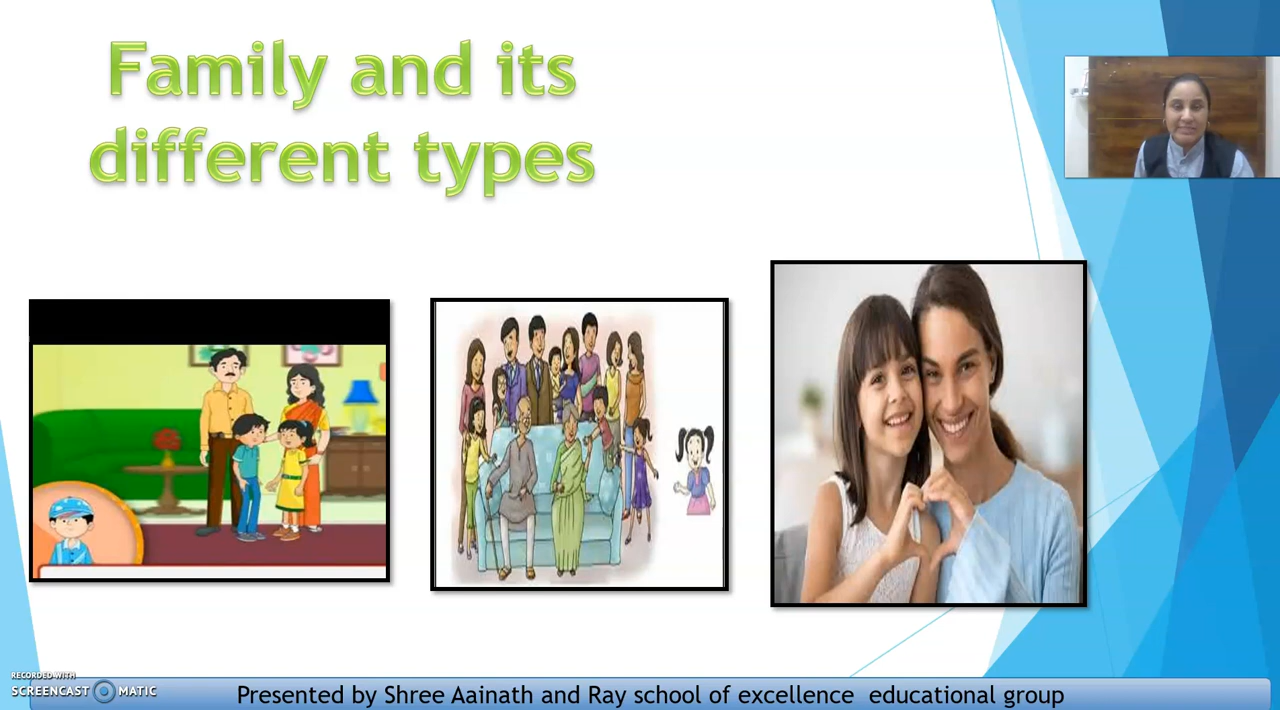 Family and its
different types
RECORDED WITH
SCREENCAST MATIC
Presented by Shree Aainath and Ray school of excellence educational group